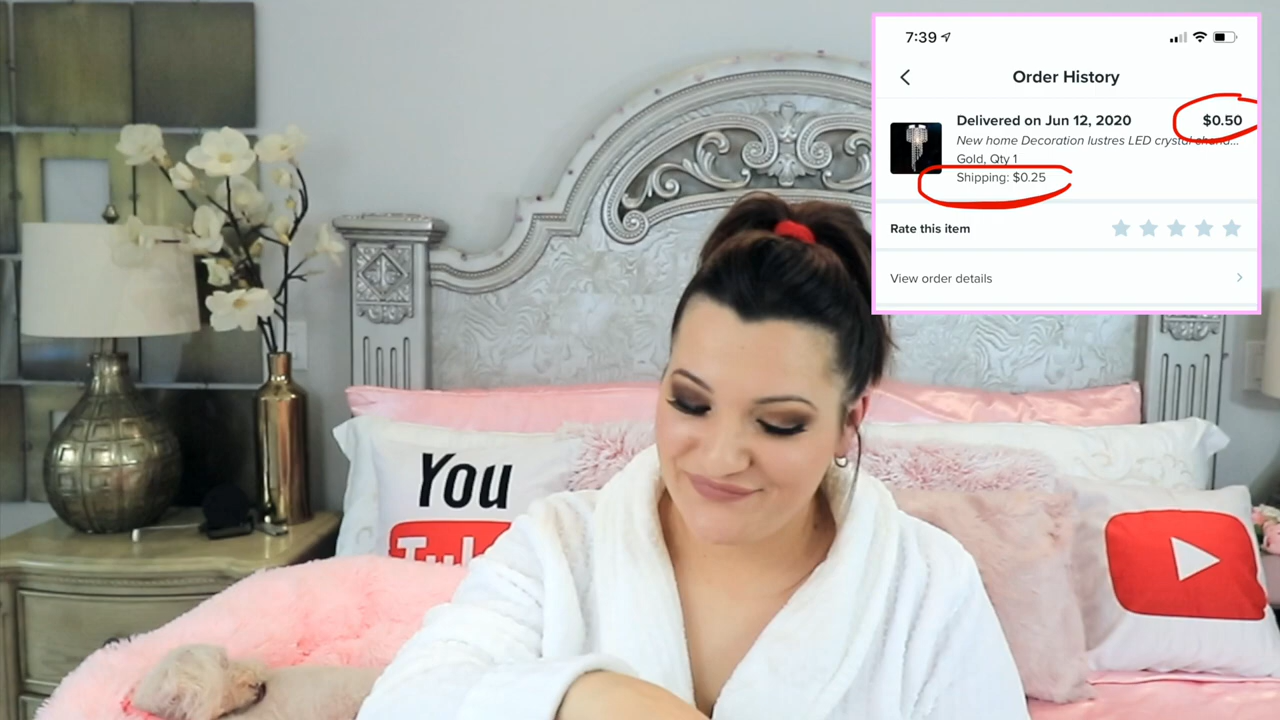 7:39
Order History
Delivered on Jun 12, 2020 $0.50
New home Decoration lustres LED crystal chand...
Gold, Qty 1
Shipping: $0.25
Rate this item
View order details
You
Tube